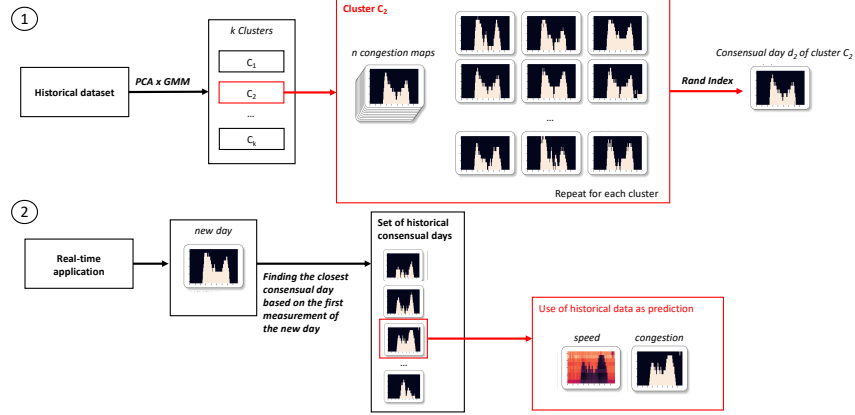 1
Historical dataset
PCA x GMM
k Clusters
C1
C2
...
Ck
Cluster C2
n congestion maps
...
Repeat for each cluster
Rand Index
Consensual day d2 of cluster C2
2
Real-time
application
new day
Finding the closest
consensual day
based on the first
measurement of
the new day
Set of historical
consensual days
...
Use of historical data as prediction
speed
congestion